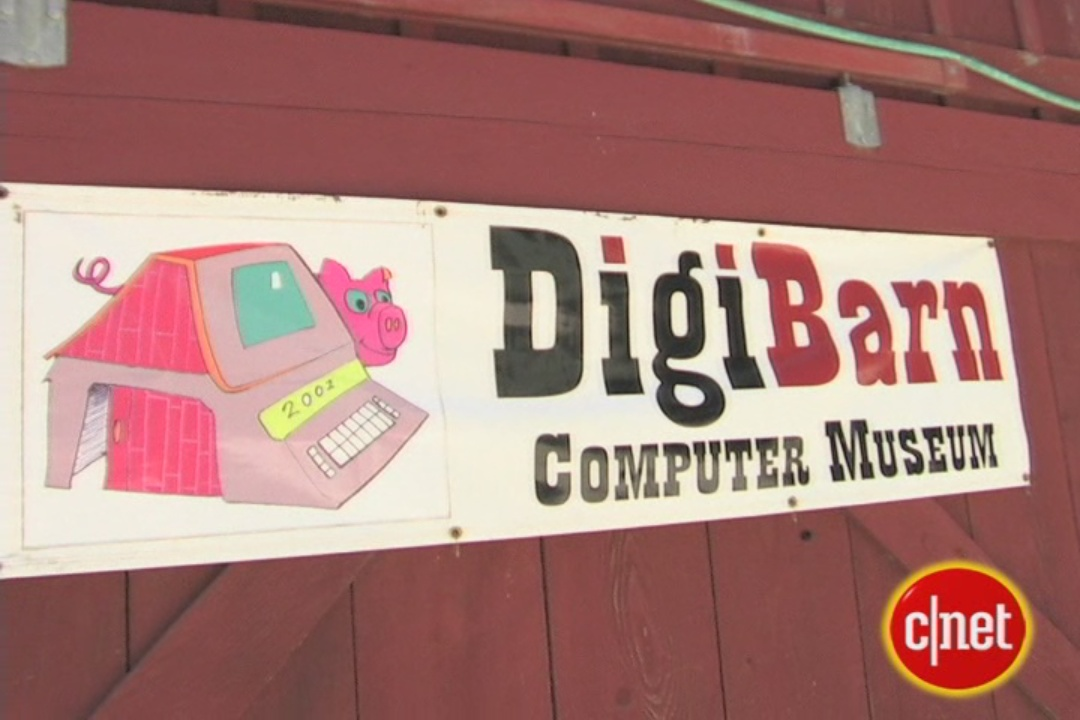 DigiBarn
COMPUTER MUSEUM
2001
c|net